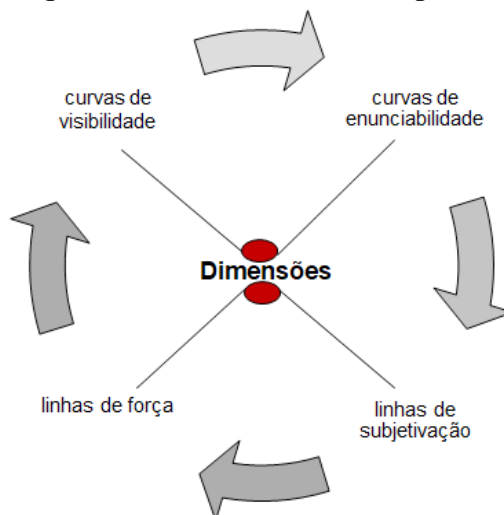 curvas de
visibilidade
curvas de
enunciabilidade
Dimensões
linhas de força
linhas de
subjetivação